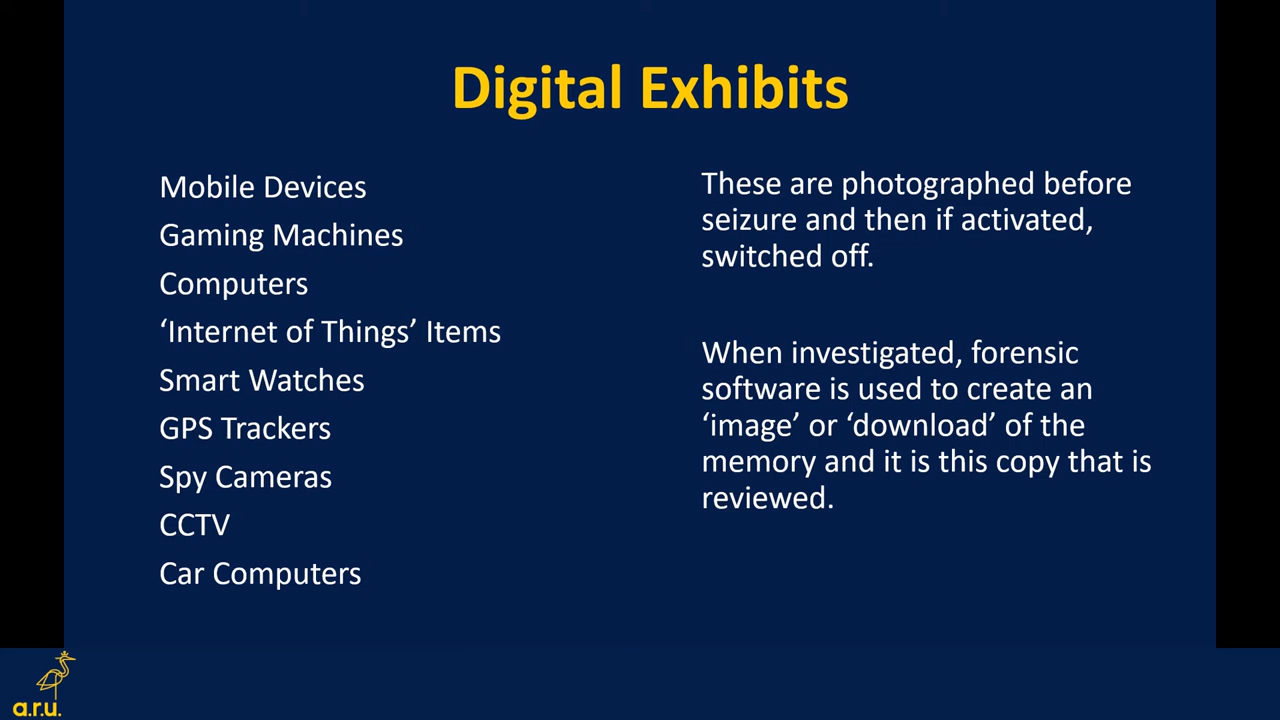 Digital Exhibits
Mobile Devices
Gaming Machines
Computers
‘Internet of Things’ Items
Smart Watches
GPS Trackers
Spy Cameras
CCTV
Car Computers
These are photographed before
seizure and then if activated,
switched off.
When investigated, forensic
software is used to create an
‘image’ or ‘download’ of the
memory and it is this copy that is
reviewed.
a.r.u.